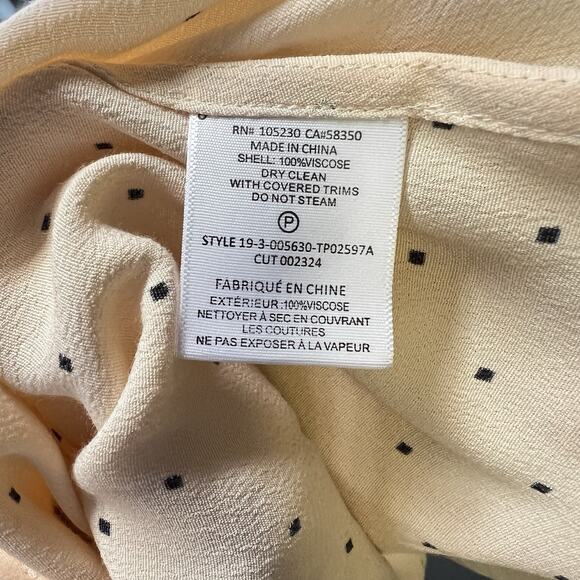 RN# 105230 CA#58350
MADE IN CHINA
SHELL: 100%VISCOSE
DRY CLEAN
WITH COVERED TRIMS
DO NOT STEAM
P
STYLE 19-3-005630-TP02597A
CUT 002324
FABRIQUÉ EN CHINE
EXTÉRIEUR:100%VISCOSE
NETTOYER À SEC EN COUVRANT
LES COUTURES
NE PAS EXPOSER À LA VAPEUR